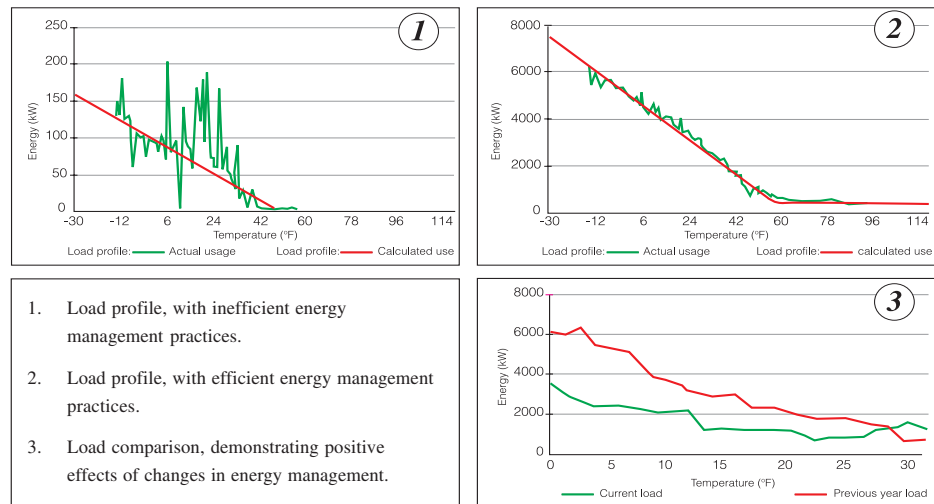 250
200
150
100
50
0
Energy (kW)
1
-30 -12 6 24 42 60 78 96 114
Temperature (ºF)
Load profile: Actual usage Load profile: Calculated use
8000
6000
4000
2000
0
Energy (kW)
2
-30 -12 6 24 42 60 78 96 114
Temperature (ºF)
Load profile: Actual usage Load profile: calculated use
1. Load profile, with inefficient energy
management practices.
2. Load profile, with efficient energy management
practices.
3. Load comparison, demonstrating positive
effects of changes in energy management.
8000
6000
4000
2000
0
Energy (kW)
3
0 5 10 15 20 25 30
Temperature (ºF)
Current load Previous year load